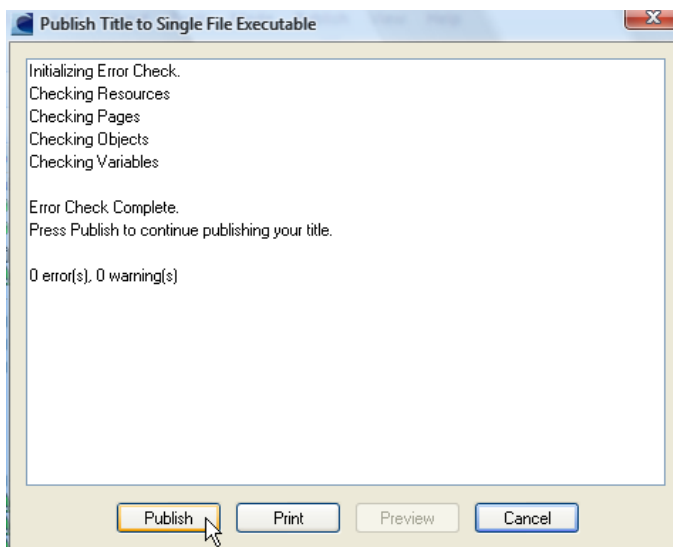 Publish Title to Single File Executable
Initializing Error Check.
Checking Resources
Checking Pages
Checking Objects
Checking Variables
Error Check Complete.
Press Publish to continue publishing your title.
0 error(s), 0 warning(s)
Publish Print Preview Cancel